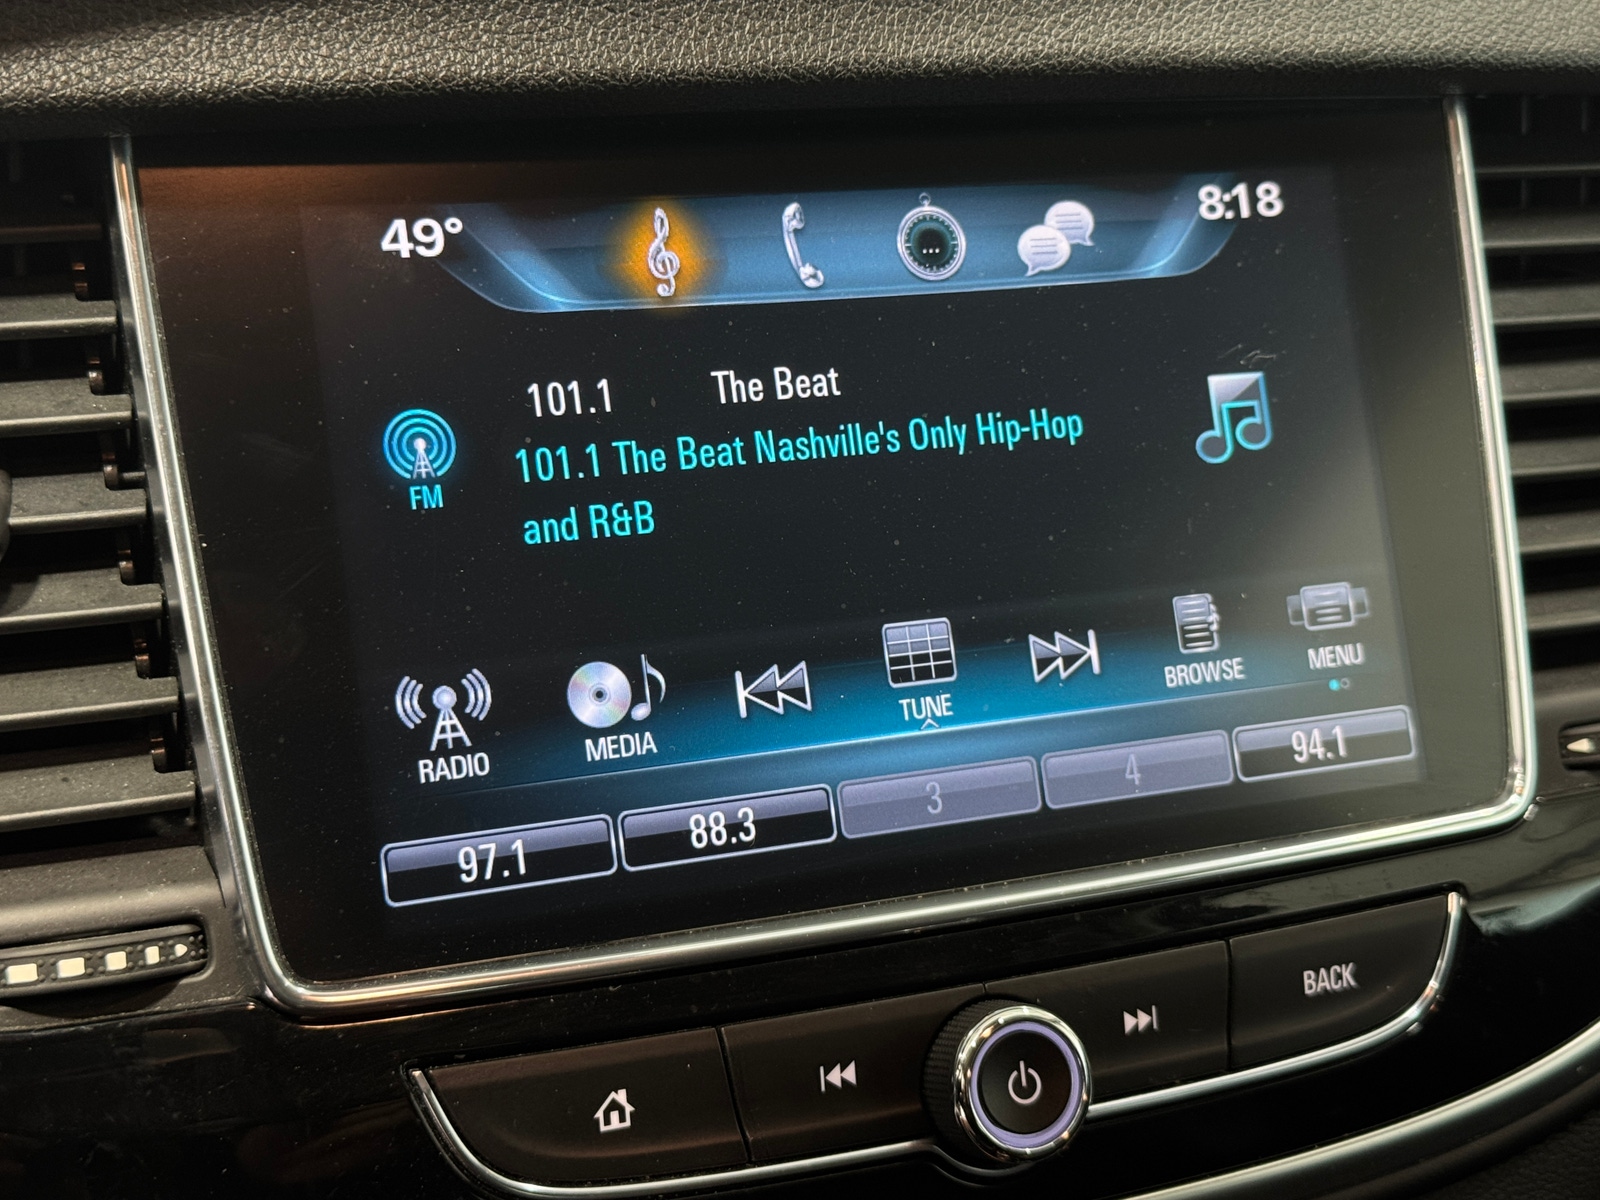 49° 8:18
101.1 The Beat
101.1 The Beat Nashville's Only Hip-Hop
and R&B
FM
RADIO MEDIA TUNE BROWSE MENU
97.1 88.3 3 4 94.1
BACK